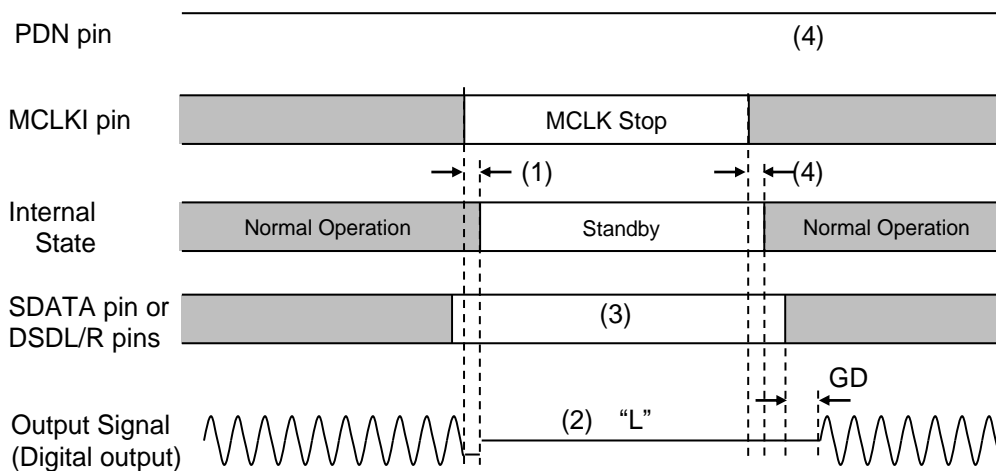 PDN pin
(4)
MCLKI pin
MCLK Stop
(1)
(4)
Internal
State
Normal Operation
Standby
Normal Operation
SDATA pin or
DSDL/R pins
(3)
GD
Output Signal
(Digital output)
(2) “L”